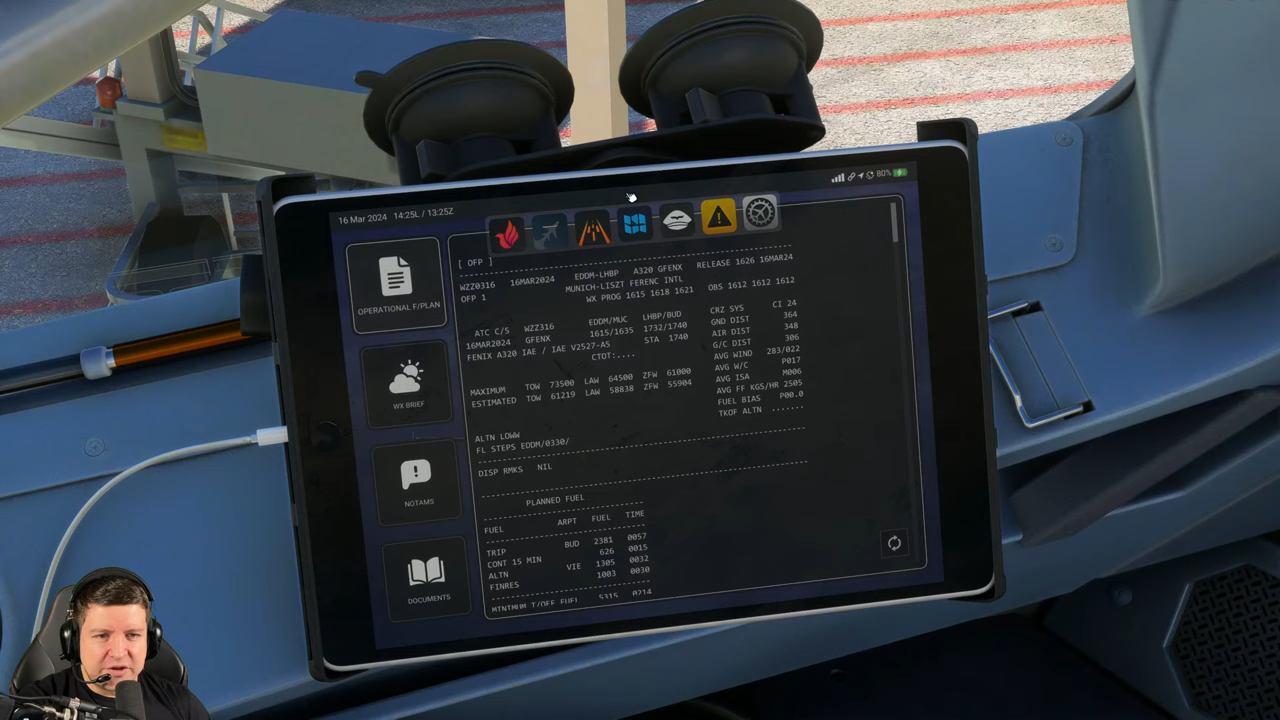 16 Mar 2024 14:25L / 13:25Z
80%
OPERATIONAL F/PLAN
WX BRIEF
NOTAMS
DOCUMENTS
[ OFP ]
WZZ0316 16MAR2024 EDDM-LHBP A320 GFENX RELEASE 1626 16MAR24
OFP 1 MUNICH-LISZT FERENC INTL
WX PROG 1615 1618 1621 OBS 1612 1612 1612
ATC C/S WZZ316 EDDM/MUC LHBP/BUD CRZ SYS CI 24
16MAR2024 GFENX 1615/1635 1732/1740 GND DIST 364
FENIX A320 IAE / IAE V2527-A5 STA 1740 AIR DIST 348
CTOT:.... G/C DIST 306
AVG WIND 283/022
MAXIMUM TOW 73500 LAW 64500 ZFW 61000 AVG W/C P017
ESTIMATED TOW 61219 LAW 58838 ZFW 55904 AVG ISA M006
AVG FF KGS/HR 2505
FUEL BIAS P00.0
ALTN LOWW TKOF ALTN .......
FL STEPS EDDM/0330/
DISP RMKS NIL
PLANNED FUEL
FUEL ARPT FUEL TIME
TRIP BUD 2381 0057
CONT 15 MIN 626 0015
ALTN VIE 1305 0032
FINRES 1003 0030
MINIMUM T/OFF FUEL 5315 0214